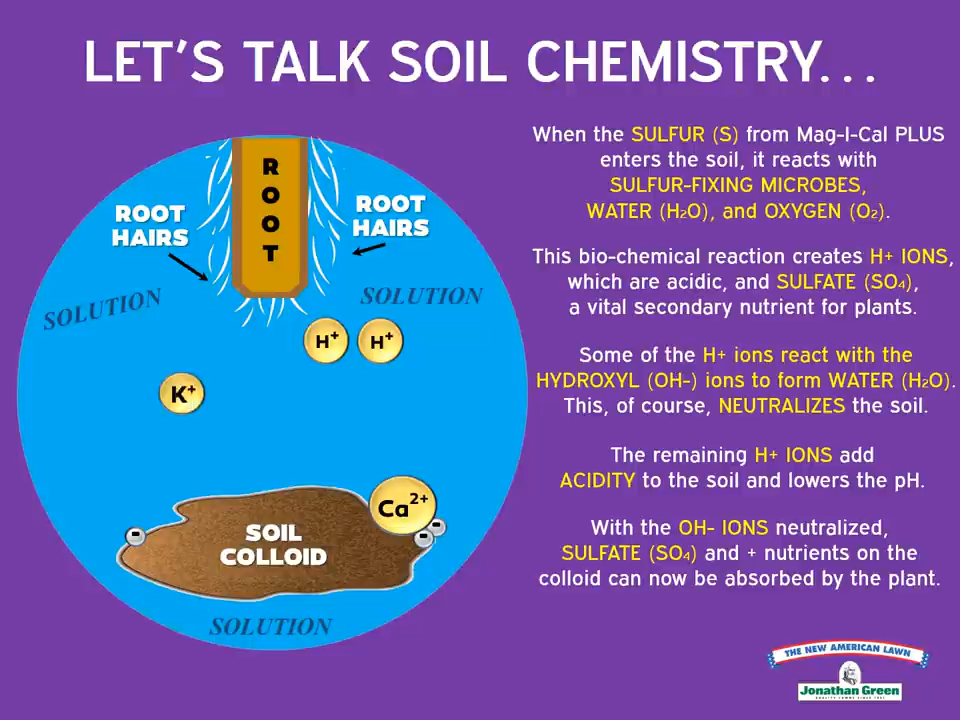 LET'S TALK SOIL CHEMISTRY...
R
O
O
T
ROOT
HAIRS
ROOT
HAIRS
SOLUTION
SOLUTION
H+
H+
K+
Ca2+
-
-
-
SOIL
COLLOID
SOLUTION
When the SULFUR (S) from Mag-I-Cal PLUS
enters the soil, it reacts with
SULFUR-FIXING MICROBES,
WATER (H2O), and OXYGEN (O2).
This bio-chemical reaction creates H+ IONS,
which are acidic, and SULFATE (SO4),
a vital secondary nutrient for plants.
Some of the H+ ions react with the
HYDROXYL (OH-) ions to form WATER (H2O).
This, of course, NEUTRALIZES the soil.
The remaining H+ IONS add
ACIDITY to the soil and lowers the pH.
With the OH- IONS neutralized,
SULFATE (SO4) and + nutrients on the
colloid can now be absorbed by the plant.
THE NEW AMERICAN LAWN
Jonathan Green